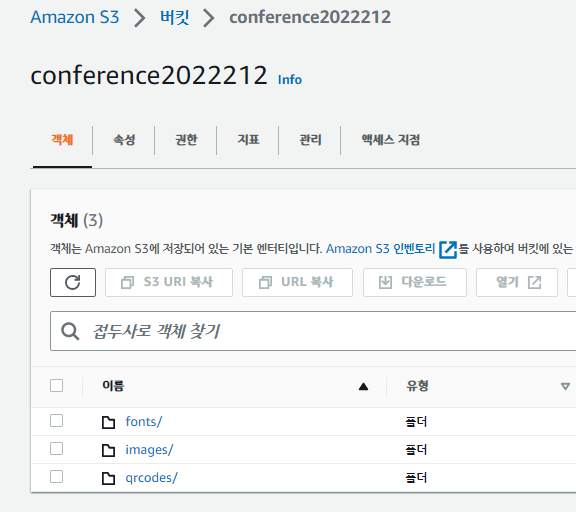 Amazon S3 > 버킷 > conference2022212
conference2022212 Info
객체 속성 권한 지표 관리 액세스 지점
객체 (3)
객체는 Amazon S3에 저장되어 있는 기본 엔터티입니다. Amazon S3 인벤토리 를 사용하여 버킷에 있는
S3 URI 복사 URL 복사 다운로드 열기
접두사로 객체 찾기
이름 유형
fonts/ 폴더
images/ 폴더
qrcodes/ 폴더